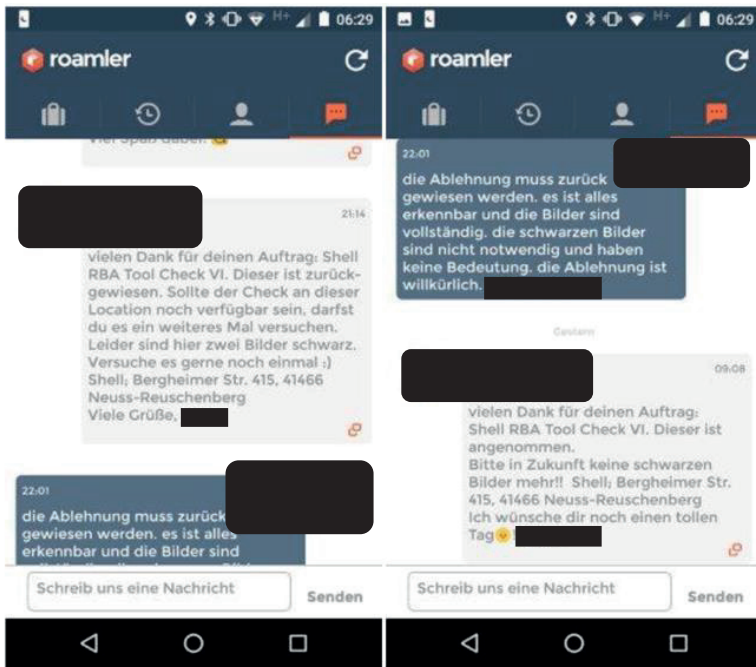 06:29
roamler
Viel Spaß dabei!
21:14
vielen Dank für deinen Auftrag: Shell
RBA Tool Check VI. Dieser ist zurück-
gewiesen. Sollte der Check an dieser
Location noch verfügbar sein, darfst
du es ein weiteres Mal versuchen.
Leider sind hier zwei Bilder schwarz.
Versuche es gerne noch einmal :)
Shell; Bergheimer Str. 415, 41466
Neuss-Reuschenberg
Viele Grüße,
22:01
die Ablehnung muss zurück
gewiesen werden. es ist alles
erkennbar und die Bilder sind
Schreib uns eine Nachricht
Senden
H+ 06:29
roamler
22:01
die Ablehnung muss zurück
gewiesen werden. es ist alles
erkennbar und die Bilder sind
vollständig. die schwarzen Bilder
sind nicht notwendig und haben
keine Bedeutung. die Ablehnung ist
willkürlich.
Gestern
09:08
vielen Dank für deinen Auftrag:
Shell RBA Tool Check VI. Dieser ist
angenommen.
Bitte in Zukunft keine schwarzen
Bilder mehr!! Shell; Bergheimer Str.
415, 41466 Neuss-Reuschenberg
Ich wünsche dir noch einen tollen
Tag
Schreib uns eine Nachricht
Senden